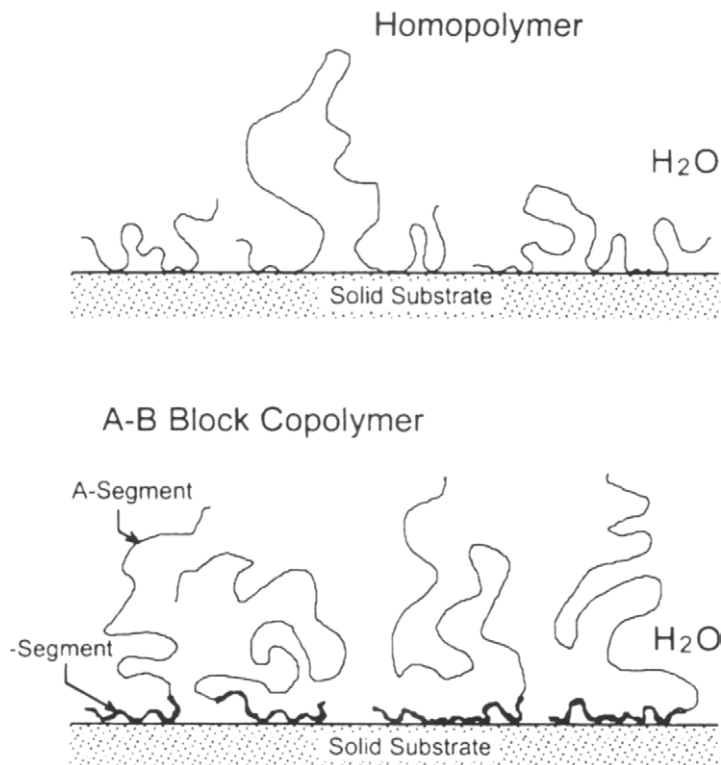 Homopolymer
H₂O
Solid Substrate
A-B Block Copolymer
A-Segment
-Segment
H₂O
Solid Substrate